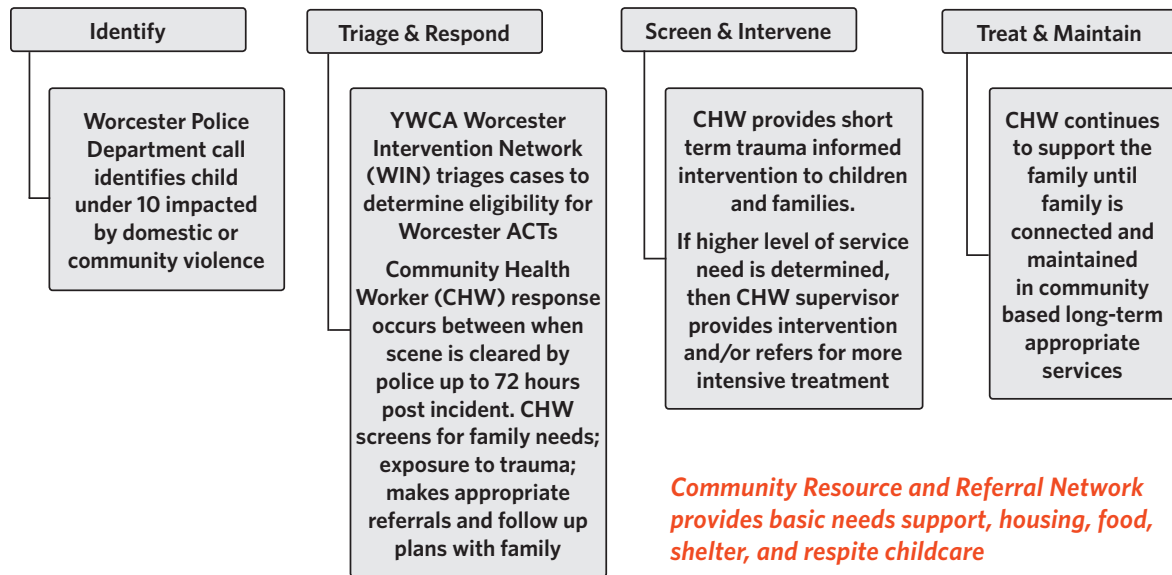 Identify
Worcester Police
Department call
identifies child
under 10 impacted
by domestic or
community violence
Triage & Respond
YWCA Worcester
Intervention Network
(WIN) triages cases to
determine eligibility for
Worcester ACTs
Community Health
Worker (CHW) response
occurs between when
scene is cleared by
police up to 72 hours
post incident. CHW
screens for family needs;
exposure to trauma;
makes appropriate
referrals and follow up
plans with family
Screen & Intervene
CHW provides short
term trauma informed
intervention to children
and families.
If higher level of service
need is determined,
then CHW supervisor
provides intervention
and/or refers for more
intensive treatment
Treat & Maintain
CHW continues
to support the
family until
family is
connected and
maintained
in community
based long-term
appropriate
services
Community Resource and Referral Network
provides basic needs support, housing, food,
shelter, and respite childcare